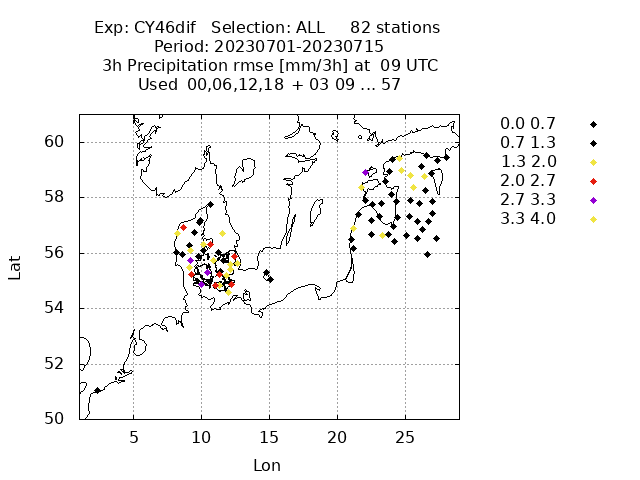 Exp: CY46dif   Selection: ALL     82 stations
Period: 20230701-20230715
3h Precipitation rmse [mm/3h] at  09 UTC
Used  00,06,12,18  + 03 09 ... 57
0.0 0.7
0.7 1.3
1.3 2.0
2.0 2.7
2.7 3.3
3.3 4.0
60
58
56
54
52
50
Lat
5 10 15 20 25
Lon